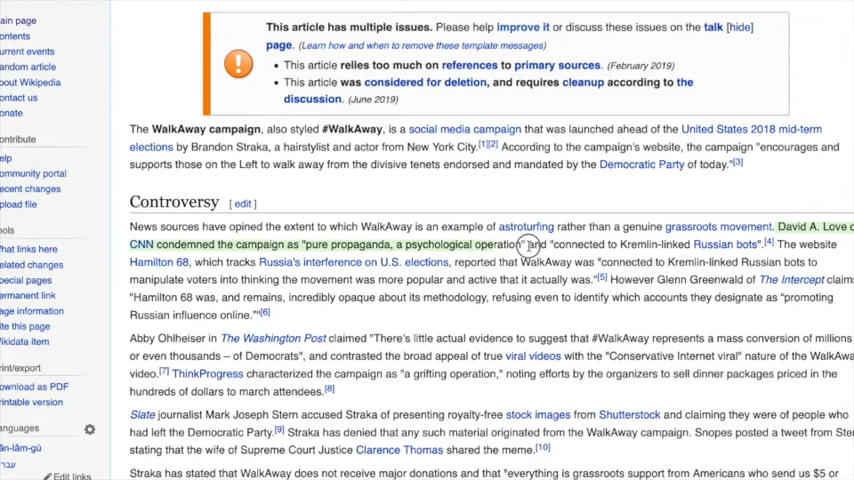 ain page
ontents
urrent events
andom article
bout Wikipedia
ontact us
onate
ontribute
elp
ommunity portal
ecent changes
pload file
ools
hat links here
elated changes
pecial pages
ermanent link
age information
ite this page
ikidata item
rint/export
ownload as PDF
rintable version
anguages
ân-lâm-gú
עברי
Edit links
This article has multiple issues. Please help improve it or discuss these issues on the talk [hide]
page. (Learn how and when to remove these template messages)
• This article relies too much on references to primary sources. (February 2019)
• This article was considered for deletion, and requires cleanup according to the
discussion. (June 2019)
The WalkAway campaign, also styled #WalkAway, is a social media campaign that was launched ahead of the United States 2018 mid-term
elections by Brandon Straka, a hairstylist and actor from New York City.[1][2] According to the campaign's website, the campaign "encourages and
supports those on the Left to walk away from the divisive tenets endorsed and mandated by the Democratic Party of today."[3]
Controversy [ edit ]
News sources have opined the extent to which WalkAway is an example of astroturfing rather than a genuine grassroots movement. David A. Love
CNN condemned the campaign as "pure propaganda, a psychological operation" and "connected to Kremlin-linked Russian bots".[4] The website
Hamilton 68, which tracks Russia's interference on U.S. elections, reported that WalkAway was "connected to Kremlin-linked Russian bots to
manipulate voters into thinking the movement was more popular and active that it actually was."[5] However Glenn Greenwald of The Intercept claims
"Hamilton 68 was, and remains, incredibly opaque about its methodology, refusing even to identify which accounts they designate as "promoting
Russian influence online.""[6]
Abby Ohlheiser in The Washington Post claimed "There's little actual evidence to suggest that #WalkAway represents a mass conversion of millions
or even thousands – of Democrats", and contrasted the broad appeal of true viral videos with the "Conservative Internet viral" nature of the WalkAwa
video.[7] ThinkProgress characterized the campaign as "a grifting operation," noting efforts by the organizers to sell dinner packages priced in the
hundreds of dollars to march attendees.[8]
Slate journalist Mark Joseph Stern accused Straka of presenting royalty-free stock images from Shutterstock and claiming they were of people who
had left the Democratic Party.[9] Straka has denied that any such material originated from the WalkAway campaign. Snopes posted a tweet from Ster
stating that the wife of Supreme Court Justice Clarence Thomas shared the meme.[10]
Straka has stated that WalkAway does not receive major donations and that "everything is grassroots support from Americans who send us $5 or